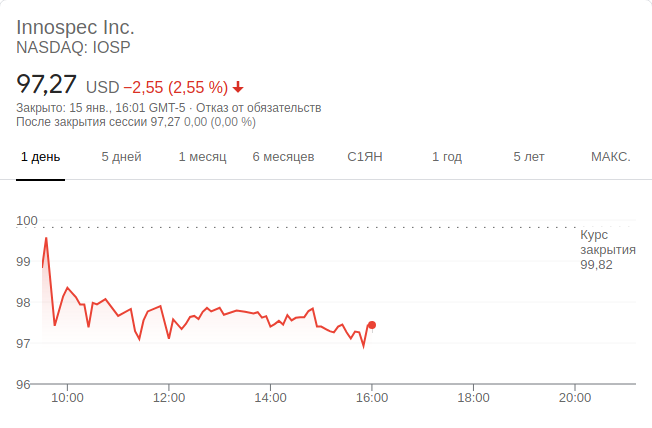 Innospec Inc.
NASDAQ: IOSP
97,27 USD −2,55 (2,55 %)
Закрыто: 15 янв., 16:01 GMT-5 · Отказ от обязательств
После закрытия сессии 97,27 0,00 (0,00 %)
1 день 5 дней 1 месяц 6 месяцев С1ЯН 1 год 5 лет МАКС.
100
Курс
закрытия
99,82
99
98
97
96
10:00 12:00 14:00 16:00 18:00 20:00